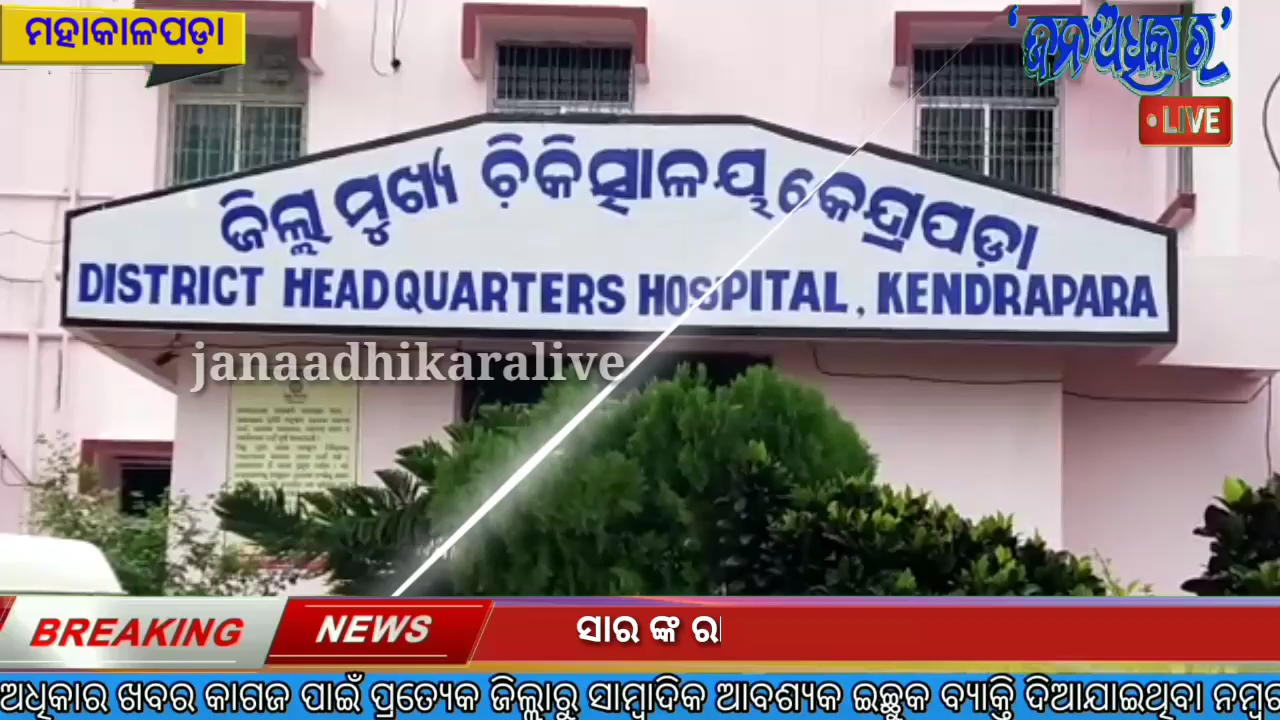 ମହାକାଳପଡ଼ା
'ଜନଅଧିକାର'
LIVE
ଜିଲ୍ଲା ମୁଖ୍ୟ ଚିକିତ୍ସାଳୟ, କେନ୍ଦ୍ରାପଡ଼ା
DISTRICT HEADQUARTERS HOSPITAL, KENDRAPARA
janaadhikaralive
BREAKING NEWS
ସାର ଙ୍କ ରା
ଅଧିକାର ଖବର କାଗଜ ପାଇଁ ପ୍ରତ୍ୟେକ ଜିଲ୍ଲାରୁ ସାମ୍ବାଦିକ ଆବଶ୍ୟକ ଇଚ୍ଛୁକ ବ୍ୟାକ୍ତି ଦିଆଯାଇଥିବା ନମ୍ବର